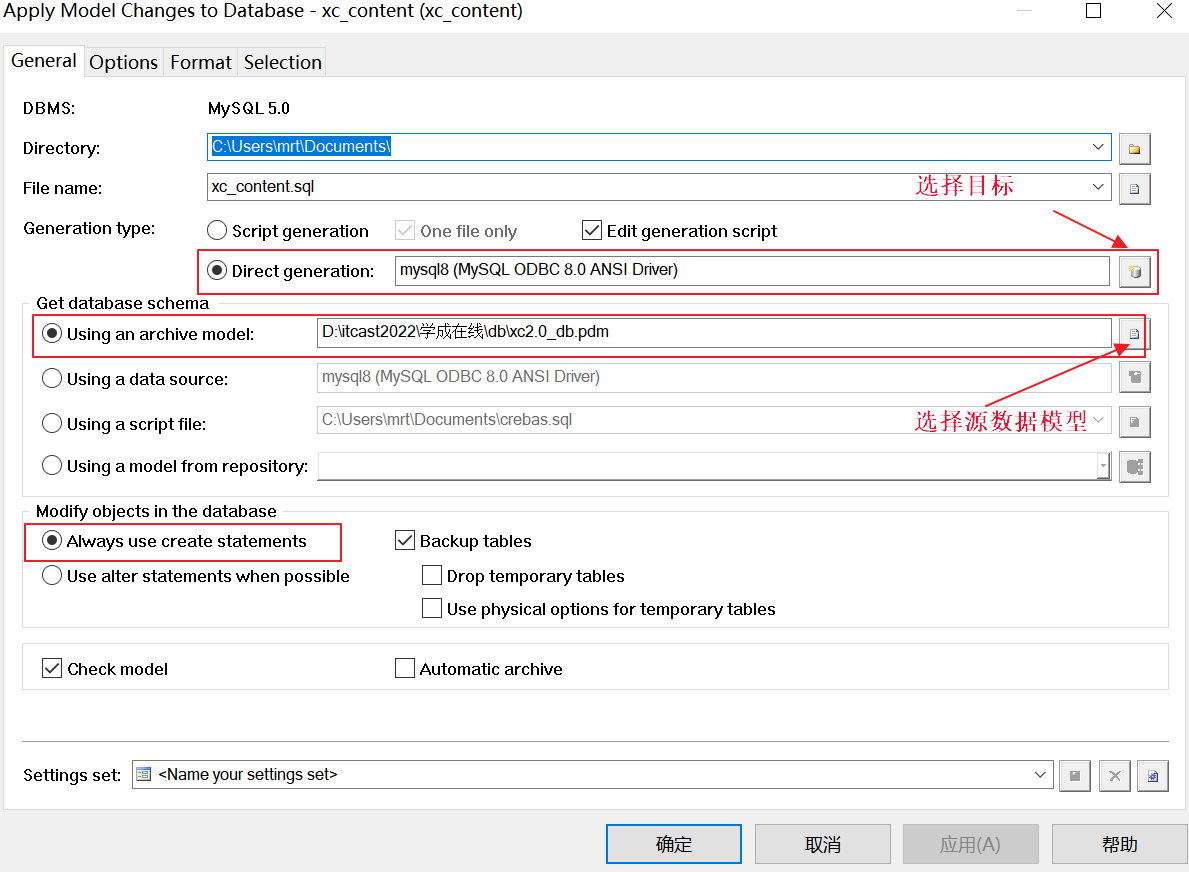 Apply Model Changes to Database - xc_content (xc_content)
General Options Format Selection
DBMS: MySQL 5.0
Directory: C:\Users\mrt\Documents\
File name: xc_content.sql
选择目标
Generation type: Script generation One file only Edit generation script
Direct generation: mysql8 (MySQL ODBC 8.0 ANSI Driver)
Get database schema
Using an archive model: D:\itcast2022\学成在线\db\xc2.0_db.pdm
Using a data source: mysql8 (MySQL ODBC 8.0 ANSI Driver)
Using a script file: C:\Users\mrt\Documents\crebas.sql
选择源数据模型
Using a model from repository:
Modify objects in the database
Always use create statements Backup tables
Use alter statements when possible Drop temporary tables
Use physical options for temporary tables
Check model Automatic archive
Settings set: <Name your settings set>
确定 取消 应用(A) 帮助